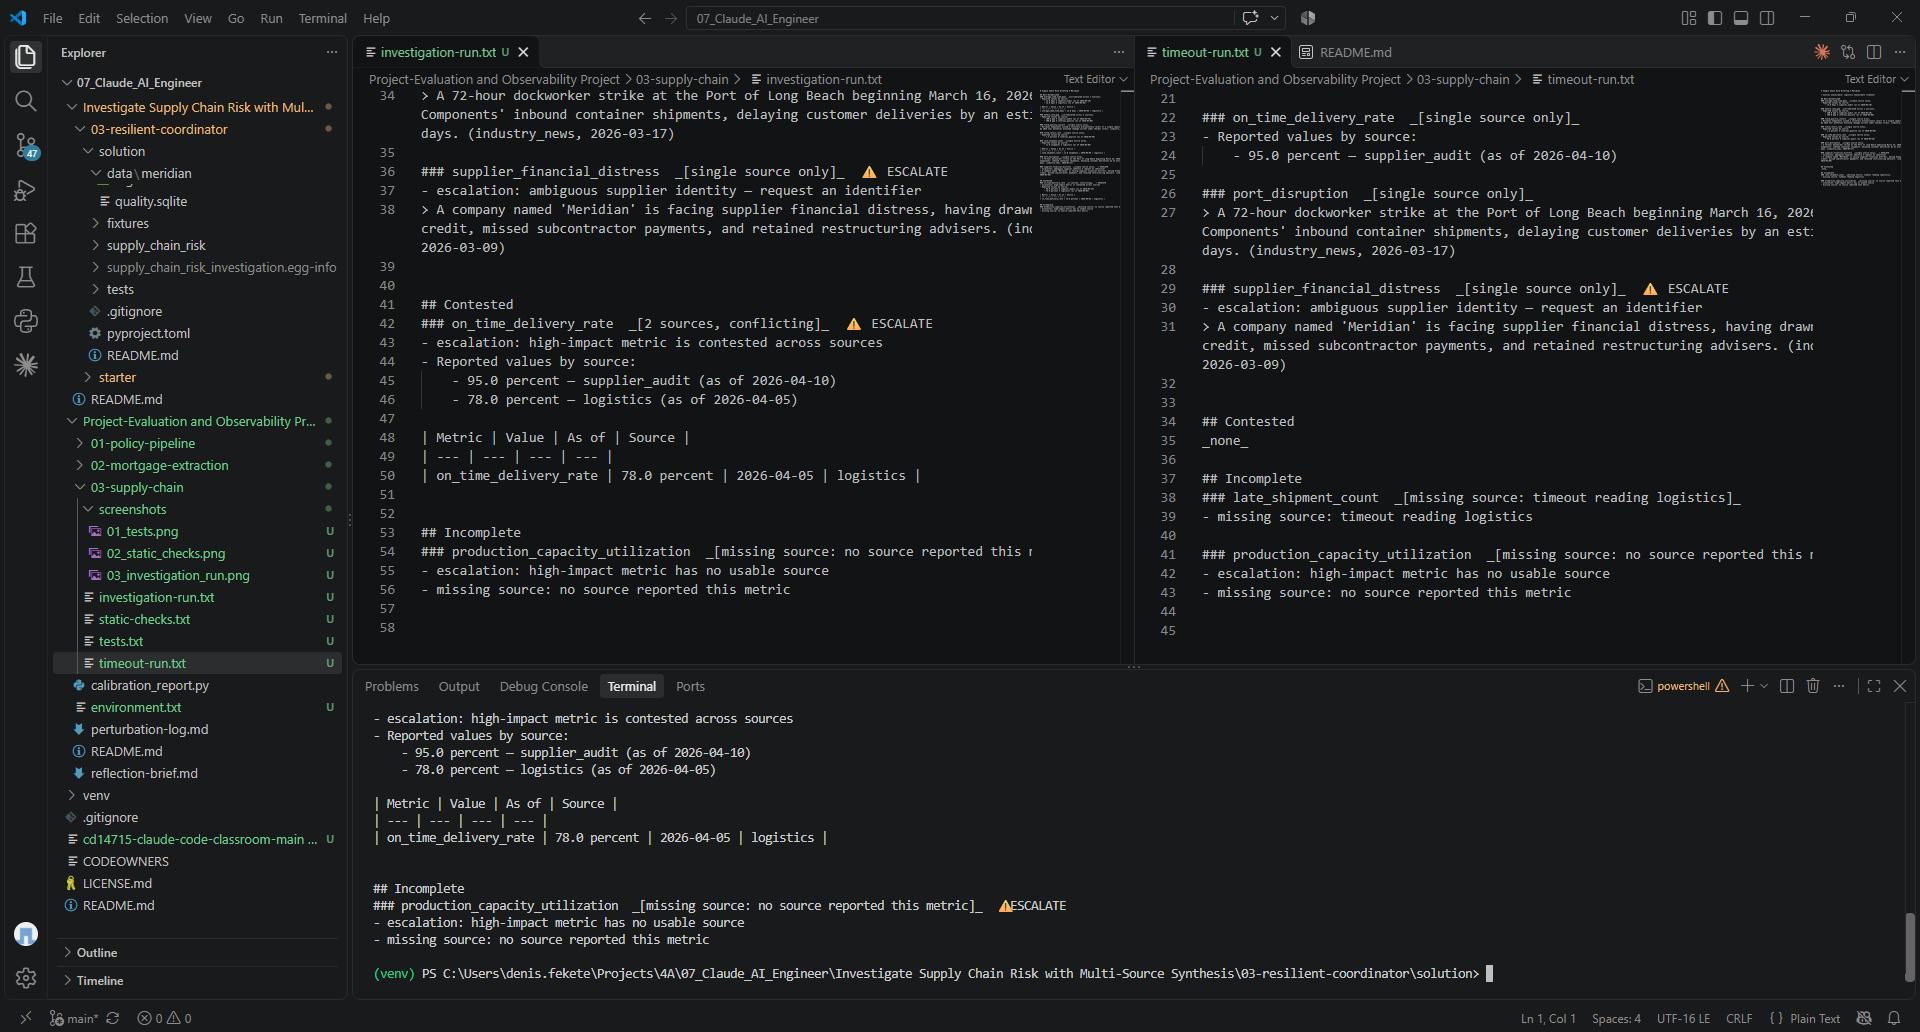 File Edit Selection View Go Run Terminal Help
07_Claude_AI_Engineer
Explorer
07_Claude_AI_Engineer
Investigate Supply Chain Risk with Mul...
03-resilient-coordinator
solution
data\meridian
quality.sqlite
fixtures
supply_chain_risk
supply_chain_risk_investigation.egg-info
tests
.gitignore
pyproject.toml
README.md
starter
README.md
Project-Evaluation and Observability Pr...
01-policy-pipeline
02-mortgage-extraction
03-supply-chain
screenshots
01_tests.png U
02_static_checks.png U
03_investigation_run.png U
investigation-run.txt U
static-checks.txt U
tests.txt U
timeout-run.txt U
calibration_report.py
environment.txt U
perturbation-log.md
README.md
reflection-brief.md
venv
.gitignore
cd14715-claude-code-classroom-main ... U
CODEOWNERS
LICENSE.md
README.md
Outline
Timeline
47
investigation-run.txt U
Project-Evaluation and Observability Project > 03-supply-chain > investigation-run.txt
Text Editor
34 > A 72-hour dockworker strike at the Port of Long Beach beginning March 16, 202
Components' inbound container shipments, delaying customer deliveries by an est
days. (industry_news, 2026-03-17)
35
36 ### supplier_financial_distress _[single source only]_ ⚠ ESCALATE
37 - escalation: ambiguous supplier identity — request an identifier
38 > A company named 'Meridian' is facing supplier financial distress, having draw
credit, missed subcontractor payments, and retained restructuring advisers. (in
2026-03-09)
39
40
41 ## Contested
42 ### on_time_delivery_rate _[2 sources, conflicting]_ ⚠ ESCALATE
43 - escalation: high-impact metric is contested across sources
44 - Reported values by source:
45 - 95.0 percent — supplier_audit (as of 2026-04-10)
46 - 78.0 percent — logistics (as of 2026-04-05)
47
48 | Metric | Value | As of | Source |
49 | --- | --- | --- | --- |
50 | on_time_delivery_rate | 78.0 percent | 2026-04-05 | logistics |
51
52
53 ## Incomplete
54 ### production_capacity_utilization _[missing source: no source reported this
55 - escalation: high-impact metric has no usable source
56 - missing source: no source reported this metric
57
58
timeout-run.txt U README.md
Project-Evaluation and Observability Project > 03-supply-chain > timeout-run.txt
Text Editor
21
22 ### on_time_delivery_rate _[single source only]_
23 - Reported values by source:
24 - 95.0 percent — supplier_audit (as of 2026-04-10)
25
26 ### port_disruption _[single source only]_
27 > A 72-hour dockworker strike at the Port of Long Beach beginning March 16, 2026
Components' inbound container shipments, delaying customer deliveries by an esti
days. (industry_news, 2026-03-17)
28
29 ### supplier_financial_distress _[single source only]_ ⚠ ESCALATE
30 - escalation: ambiguous supplier identity — request an identifier
31 > A company named 'Meridian' is facing supplier financial distress, having drawn
credit, missed subcontractor payments, and retained restructuring advisers. (ind
2026-03-09)
32
33
34 ## Contested
35 _none_
36
37 ## Incomplete
38 ### late_shipment_count _[missing source: timeout reading logistics]_
39 - missing source: timeout reading logistics
40
41 ### production_capacity_utilization _[missing source: no source reported this
42 - escalation: high-impact metric has no usable source
43 - missing source: no source reported this metric
44
45
Problems Output Debug Console Terminal Ports
powershell
- escalation: high-impact metric is contested across sources
- Reported values by source:
- 95.0 percent — supplier_audit (as of 2026-04-10)
- 78.0 percent — logistics (as of 2026-04-05)
| Metric | Value | As of | Source |
| --- | --- | --- | --- |
| on_time_delivery_rate | 78.0 percent | 2026-04-05 | logistics |
## Incomplete
### production_capacity_utilization _[missing source: no source reported this metric]_ ⚠ESCALATE
- escalation: high-impact metric has no usable source
- missing source: no source reported this metric
(venv) PS C:\Users\denis.fekete\Projects\4A\07_Claude_AI_Engineer\Investigate Supply Chain Risk with Multi-Source Synthesis\03-resilient-coordinator\solution>
main* 0 0
Ln 1, Col 1 Spaces: 4 UTF-16 LE CRLF {} Plain Text